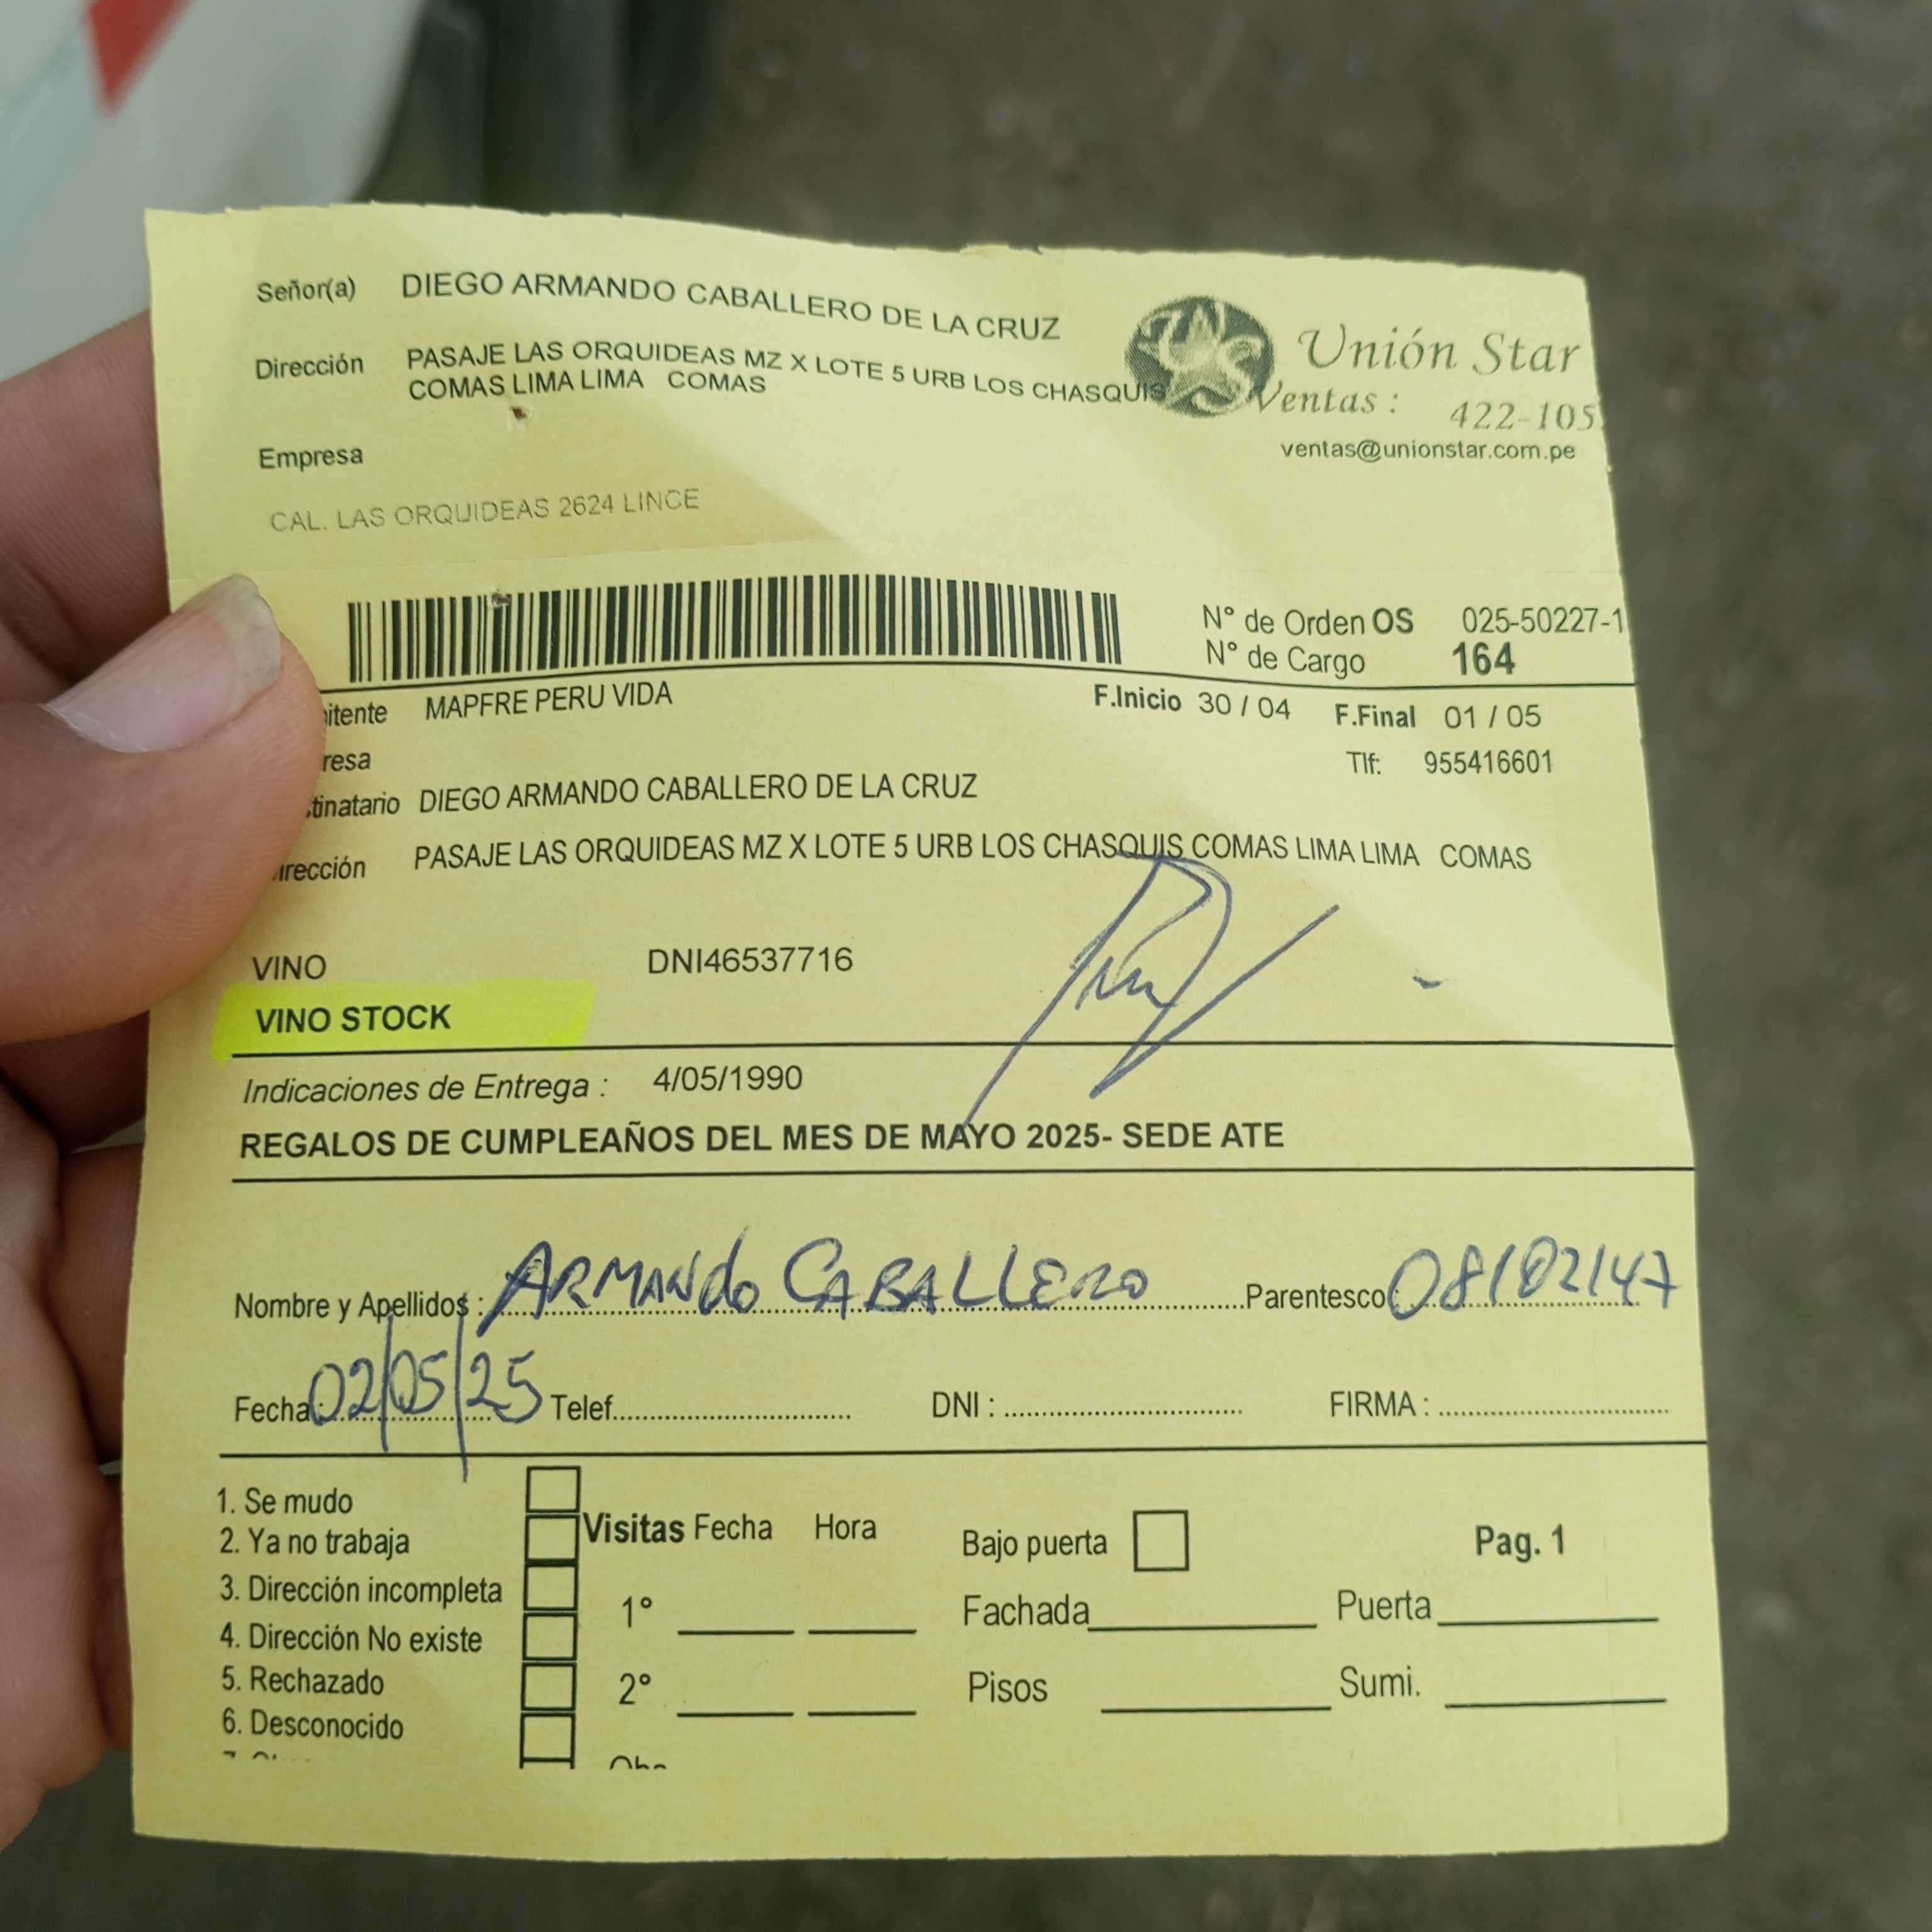 Señor(a) DIEGO ARMANDO CABALLERO DE LA CRUZ
Dirección PASAJE LAS ORQUIDEAS MZ X LOTE 5 URB LOS CHASQUIS
COMAS LIMA LIMA COMAS
Unión Star
Ventas : 422-105
ventas@unionstar.com.pe
Empresa
CAL. LAS ORQUIDEAS 2624 LINCE
N° de Orden OS 025-50227-1
N° de Cargo 164
itente MAPFRE PERU VIDA F.Inicio 30 / 04 F.Final 01 / 05
resa Tlf: 955416601
tinatario DIEGO ARMANDO CABALLERO DE LA CRUZ
irección PASAJE LAS ORQUIDEAS MZ X LOTE 5 URB LOS CHASQUIS COMAS LIMA LIMA COMAS
VINO DNI46537716
VINO STOCK
Indicaciones de Entrega : 4/05/1990
REGALOS DE CUMPLEAÑOS DEL MES DE MAYO 2025- SEDE ATE
Nombre y Apellidos : ARMANDO CABALLERO Parentesco : 08102147
Fecha : 02/05/25 Telef. DNI : FIRMA :
1. Se mudo
2. Ya no trabaja
3. Dirección incompleta
4. Dirección No existe
5. Rechazado
6. Desconocido
Visitas Fecha Hora
1°
2°
Bajo puerta Pag. 1
Fachada Puerta
Pisos Sumi.